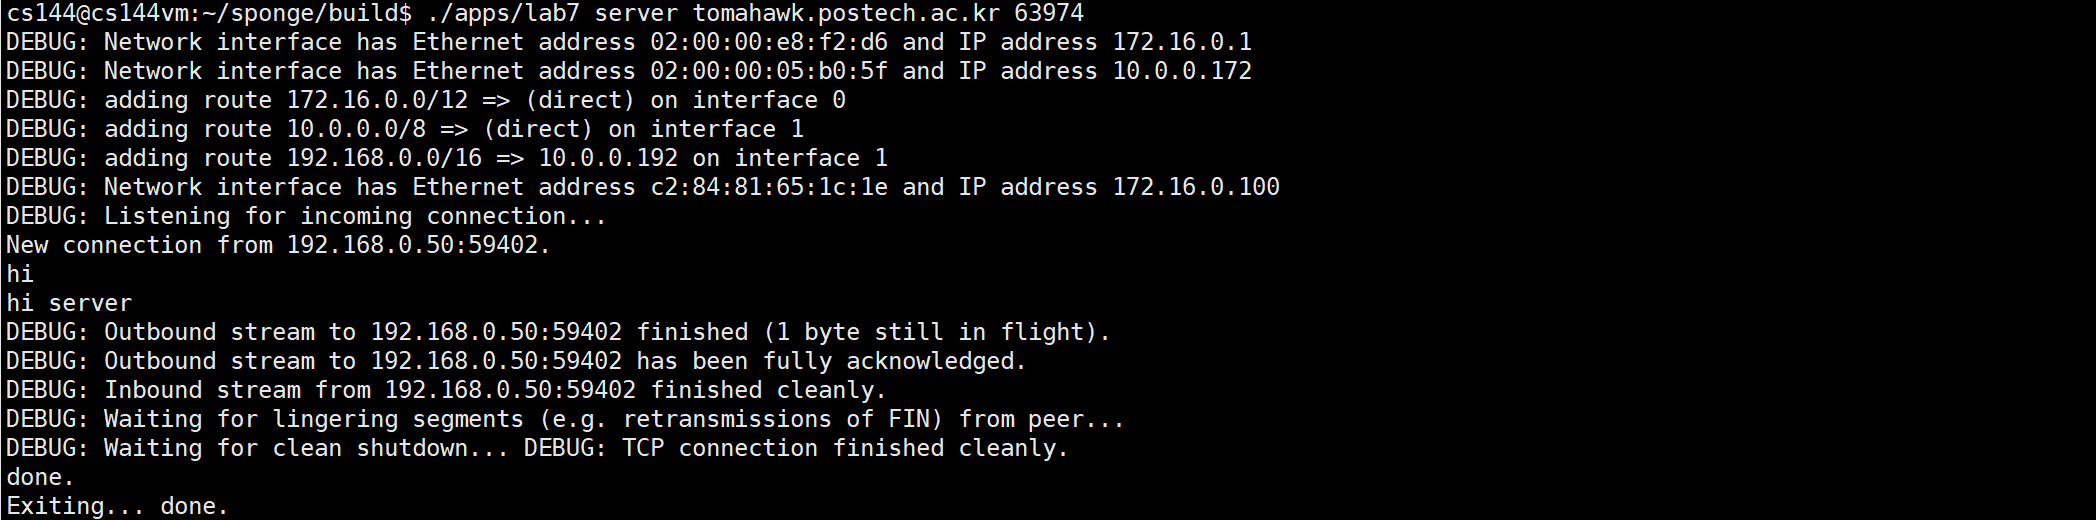 cs144@cs144vm:~/sponge/build$ ./apps/lab7 server tomahawk.postech.ac.kr 63974
DEBUG: Network interface has Ethernet address 02:00:00:e8:f2:d6 and IP address 172.16.0.1
DEBUG: Network interface has Ethernet address 02:00:00:05:b0:5f and IP address 10.0.0.172
DEBUG: adding route 172.16.0.0/12 => (direct) on interface 0
DEBUG: adding route 10.0.0.0/8 => (direct) on interface 1
DEBUG: adding route 192.168.0.0/16 => 10.0.0.192 on interface 1
DEBUG: Network interface has Ethernet address c2:84:81:65:1c:1e and IP address 172.16.0.100
DEBUG: Listening for incoming connection...
New connection from 192.168.0.50:59402.
hi
hi server
DEBUG: Outbound stream to 192.168.0.50:59402 finished (1 byte still in flight).
DEBUG: Outbound stream to 192.168.0.50:59402 has been fully acknowledged.
DEBUG: Inbound stream from 192.168.0.50:59402 finished cleanly.
DEBUG: Waiting for lingering segments (e.g. retransmissions of FIN) from peer...
DEBUG: Waiting for clean shutdown... DEBUG: TCP connection finished cleanly.
done.
Exiting... done.